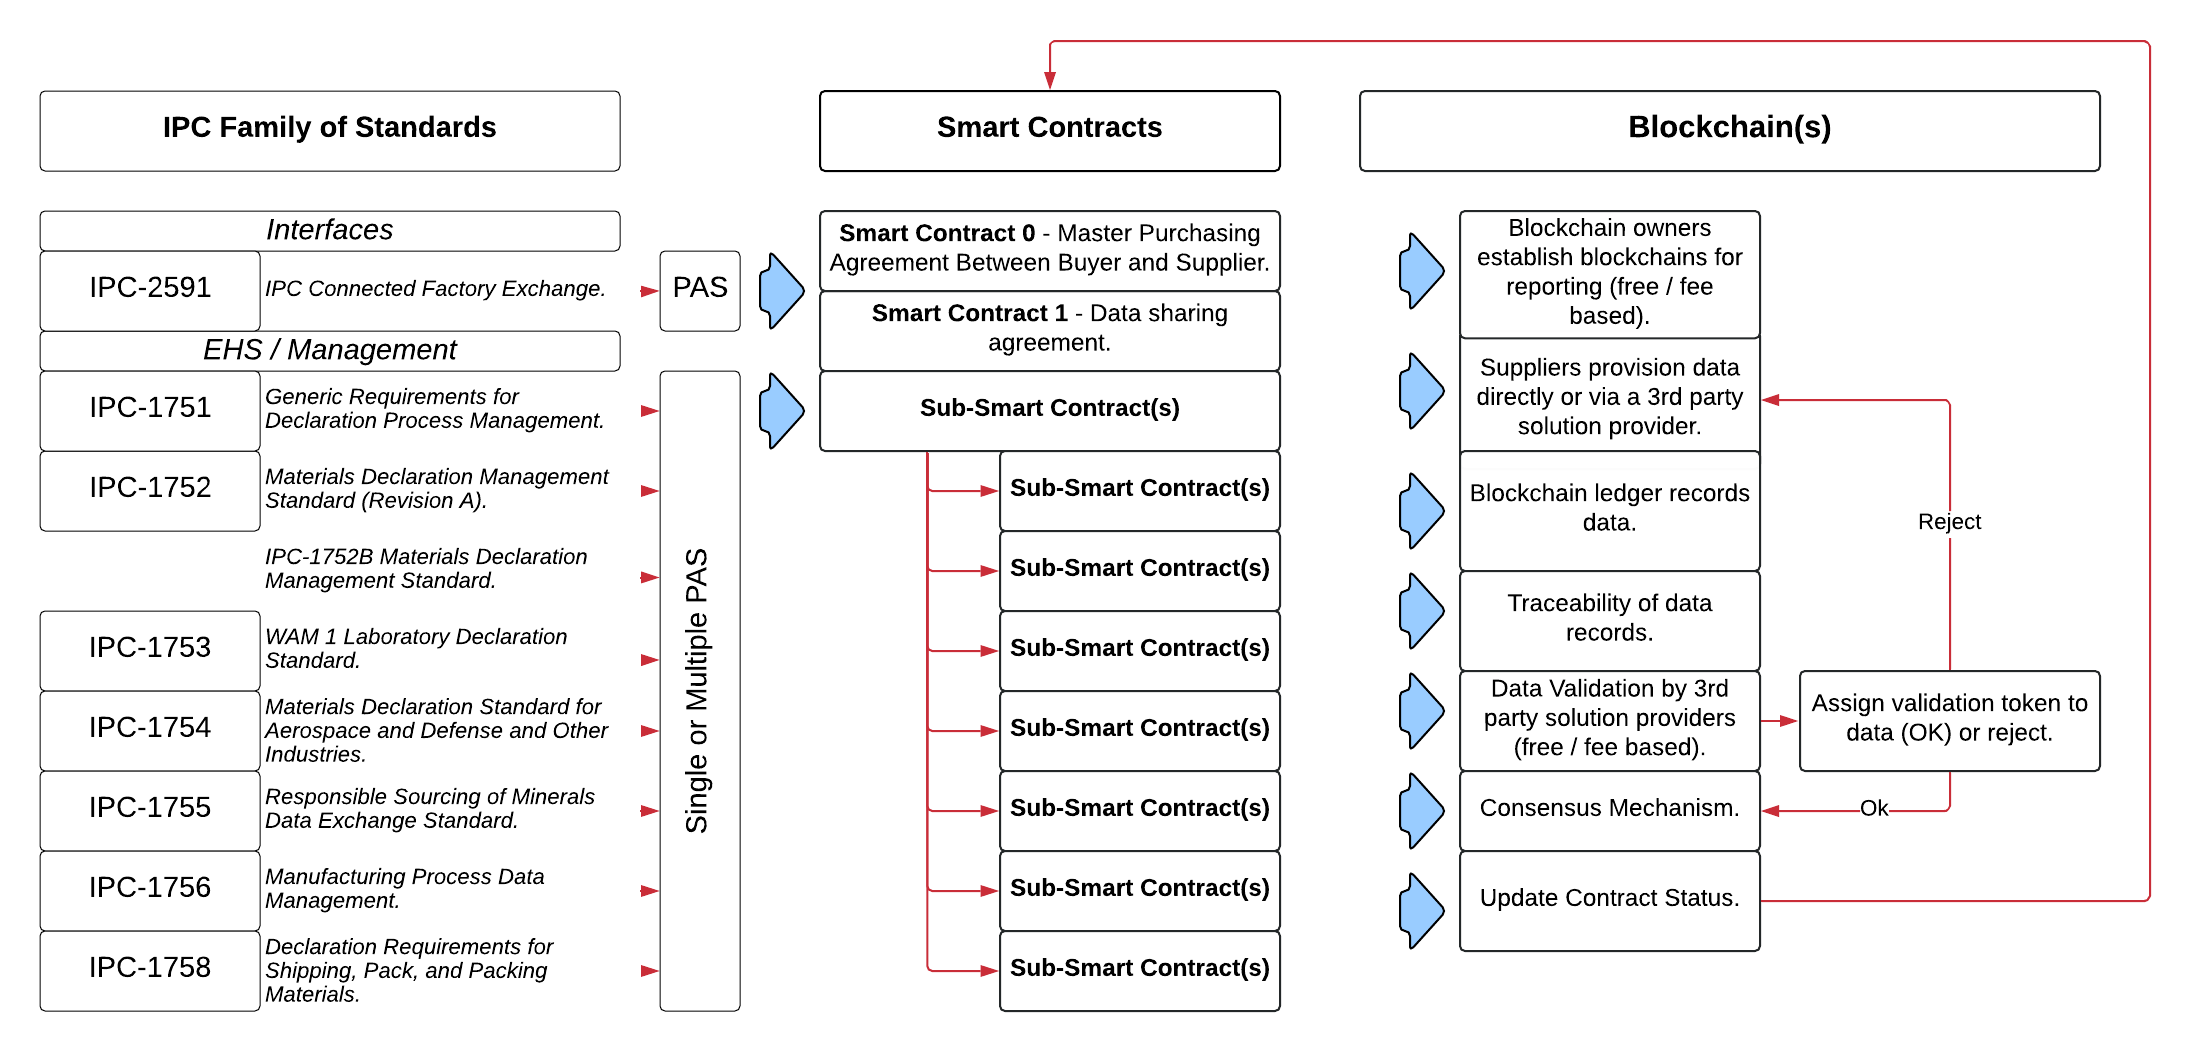 IPC Family of Standards
Interfaces
IPC-2591
IPC Connected Factory Exchange.
EHS / Management
IPC-1751
Generic Requirements for
Declaration Process Management.
IPC-1752
Materials Declaration Management
Standard (Revision A).
IPC-1752B Materials Declaration
Management Standard.
IPC-1753
WAM 1 Laboratory Declaration
Standard.
IPC-1754
Materials Declaration Standard for
Aerospace and Defense and Other
Industries.
IPC-1755
Responsible Sourcing of Minerals
Data Exchange Standard.
IPC-1756
Manufacturing Process Data
Management.
IPC-1758
Declaration Requirements for
Shipping, Pack, and Packing
Materials.
PAS
Single or Multiple PAS
Smart Contracts
Smart Contract 0 - Master Purchasing
Agreement Between Buyer and Supplier.
Smart Contract 1 - Data sharing
agreement.
Sub-Smart Contract(s)
Sub-Smart Contract(s)
Sub-Smart Contract(s)
Sub-Smart Contract(s)
Sub-Smart Contract(s)
Sub-Smart Contract(s)
Sub-Smart Contract(s)
Sub-Smart Contract(s)
Blockchain(s)
Blockchain owners
establish blockchains for
reporting (free / fee
based).
Suppliers provision data
directly or via a 3rd party
solution provider.
Blockchain ledger records
data.
Traceability of data
records.
Data Validation by 3rd
party solution providers
(free / fee based).
Consensus Mechanism.
Update Contract Status.
Reject
Assign validation token to
data (OK) or reject.
Ok